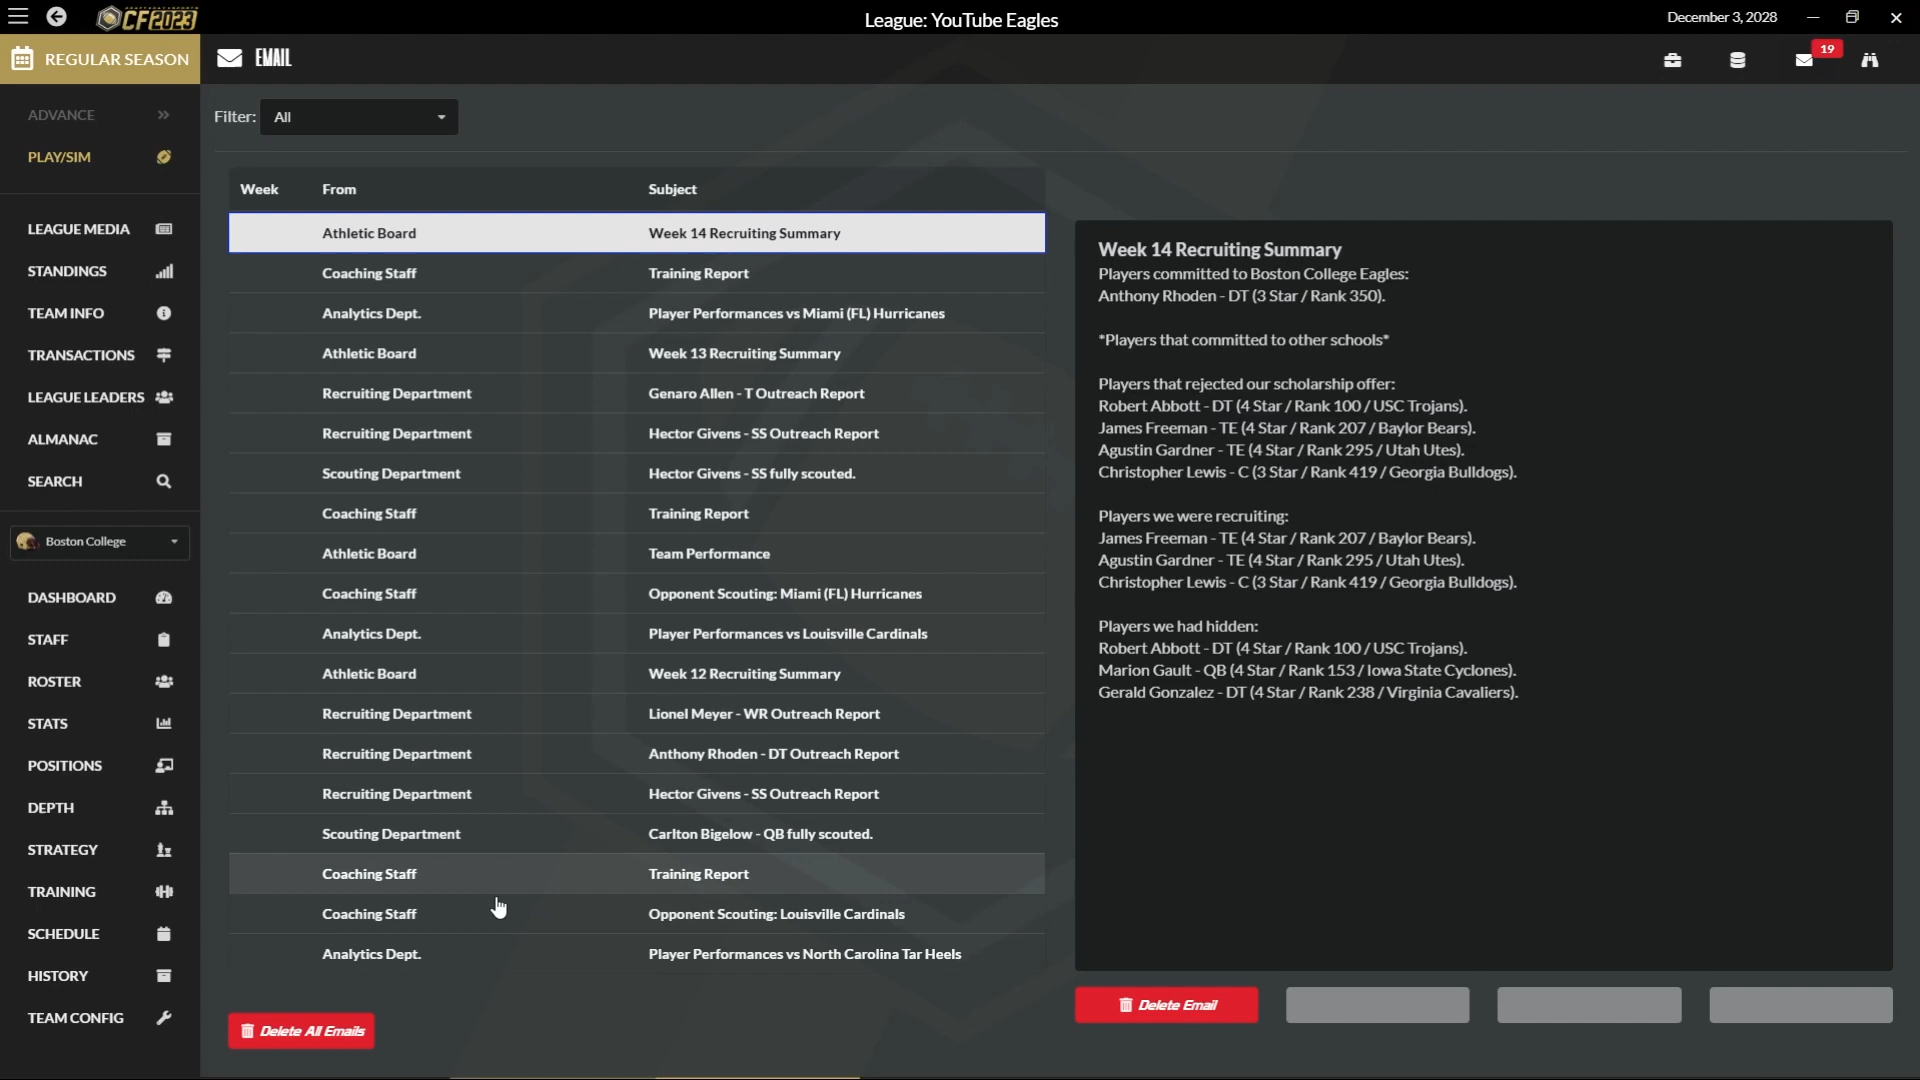 CF2023
League: YouTube Eagles
December 3, 2028
REGULAR SEASON
EMAIL
19
ADVANCE
PLAY/SIM
LEAGUE MEDIA
STANDINGS
TEAM INFO
TRANSACTIONS
LEAGUE LEADERS
ALMANAC
SEARCH
Boston College
DASHBOARD
STAFF
ROSTER
STATS
POSITIONS
DEPTH
STRATEGY
TRAINING
SCHEDULE
HISTORY
TEAM CONFIG
Filter: All
Week From Subject
Athletic Board Week 14 Recruiting Summary
Coaching Staff Training Report
Analytics Dept. Player Performances vs Miami (FL) Hurricanes
Athletic Board Week 13 Recruiting Summary
Recruiting Department Genaro Allen - T Outreach Report
Recruiting Department Hector Givens - SS Outreach Report
Scouting Department Hector Givens - SS fully scouted.
Coaching Staff Training Report
Athletic Board Team Performance
Coaching Staff Opponent Scouting: Miami (FL) Hurricanes
Analytics Dept. Player Performances vs Louisville Cardinals
Athletic Board Week 12 Recruiting Summary
Recruiting Department Lionel Meyer - WR Outreach Report
Recruiting Department Anthony Rhoden - DT Outreach Report
Recruiting Department Hector Givens - SS Outreach Report
Scouting Department Carlton Bigelow - QB fully scouted.
Coaching Staff Training Report
Coaching Staff Opponent Scouting: Louisville Cardinals
Analytics Dept. Player Performances vs North Carolina Tar Heels
Delete All Emails
Week 14 Recruiting Summary
Players committed to Boston College Eagles:
Anthony Rhoden - DT (3 Star / Rank 350).
*Players that committed to other schools*
Players that rejected our scholarship offer:
Robert Abbott - DT (4 Star / Rank 100 / USC Trojans).
James Freeman - TE (4 Star / Rank 207 / Baylor Bears).
Agustin Gardner - TE (4 Star / Rank 295 / Utah Utes).
Christopher Lewis - C (3 Star / Rank 419 / Georgia Bulldogs).
Players we were recruiting:
James Freeman - TE (4 Star / Rank 207 / Baylor Bears).
Agustin Gardner - TE (4 Star / Rank 295 / Utah Utes).
Christopher Lewis - C (3 Star / Rank 419 / Georgia Bulldogs).
Players we had hidden:
Robert Abbott - DT (4 Star / Rank 100 / USC Trojans).
Marion Gault - QB (4 Star / Rank 153 / Iowa State Cyclones).
Gerald Gonzalez - DT (4 Star / Rank 238 / Virginia Cavaliers).
Delete Email